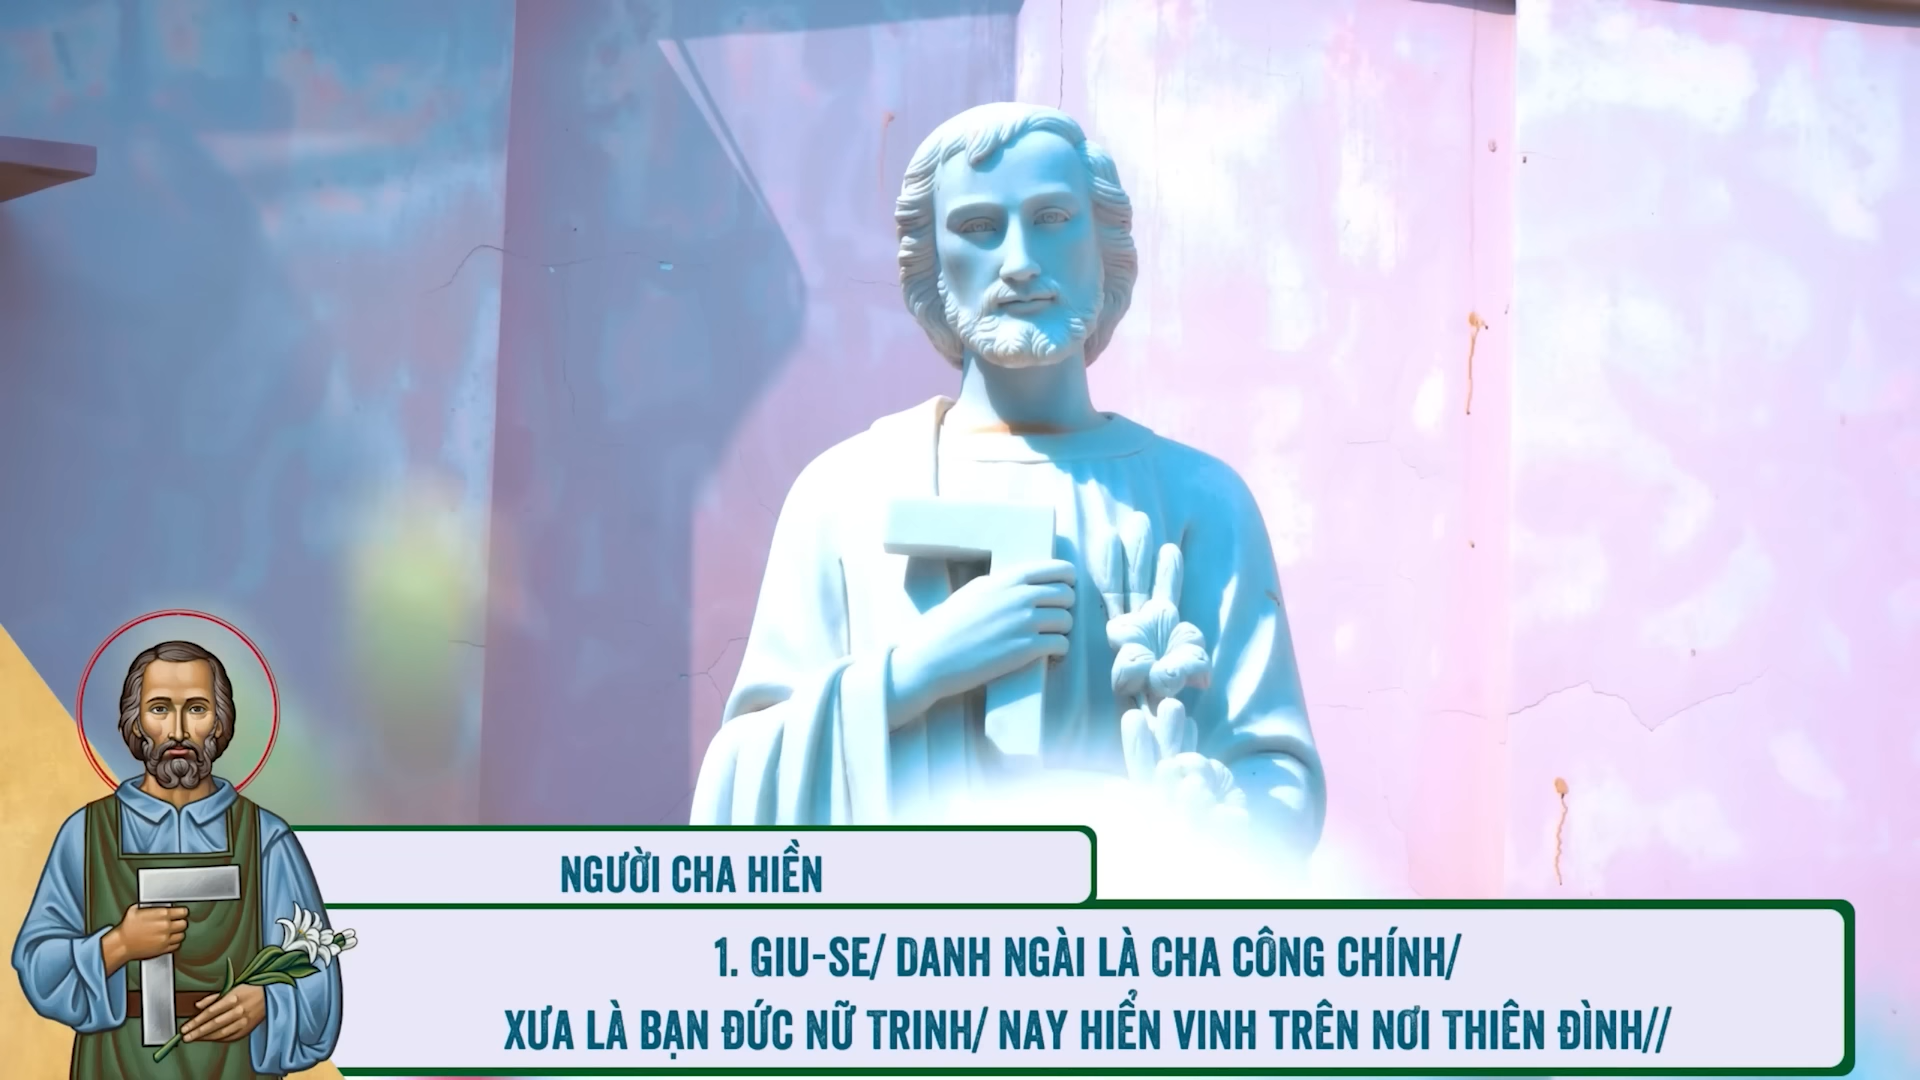 NGƯỜI CHA HIỀN
1. GIU-SE/ DANH NGÀI LÀ CHA CÔNG CHÍNH/
XƯA LÀ BẠN ĐỨC NỮ TRINH/ NAY HIỂN VINH TRÊN NƠI THIÊN ĐÌNH//